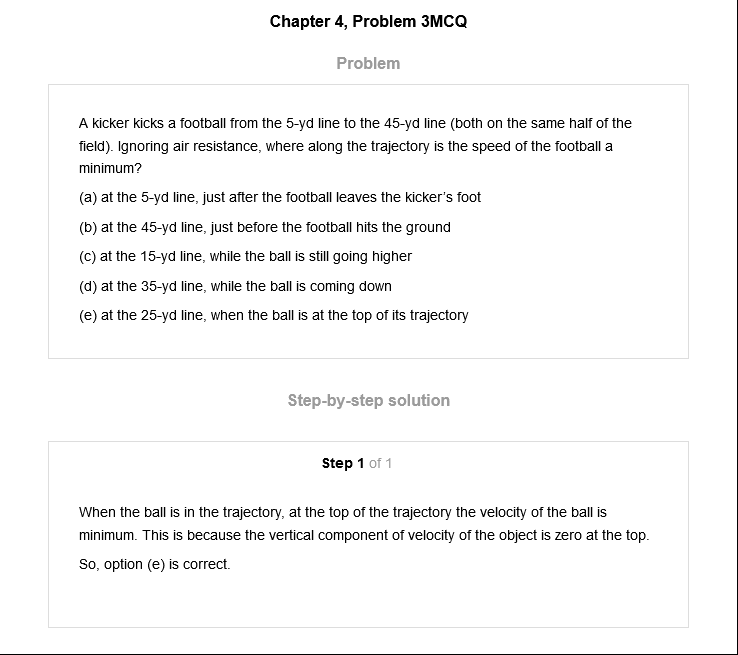 Chapter 4, Problem 3MCQ
Problem
A kicker kicks a football from the 5-yd line to the 45-yd line (both on the same half of the
field). Ignoring air resistance, where along the trajectory is the speed of the football a
minimum?
(a) at the 5-yd line, just after the football leaves the kicker's foot
(b) at the 45-yd line, just before the football hits the ground
(c) at the 15-yd line, while the ball is still going higher
(d) at the 35-yd line, while the ball is coming down
(e) at the 25-yd line, when the ball is at the top of its trajectory
Step-by-step solution
Step 1 of 1
When the ball is in the trajectory, at the top of the trajectory the velocity of the ball is
minimum. This is because the vertical component of velocity of the object is zero at the top.
So, option (e) is correct.